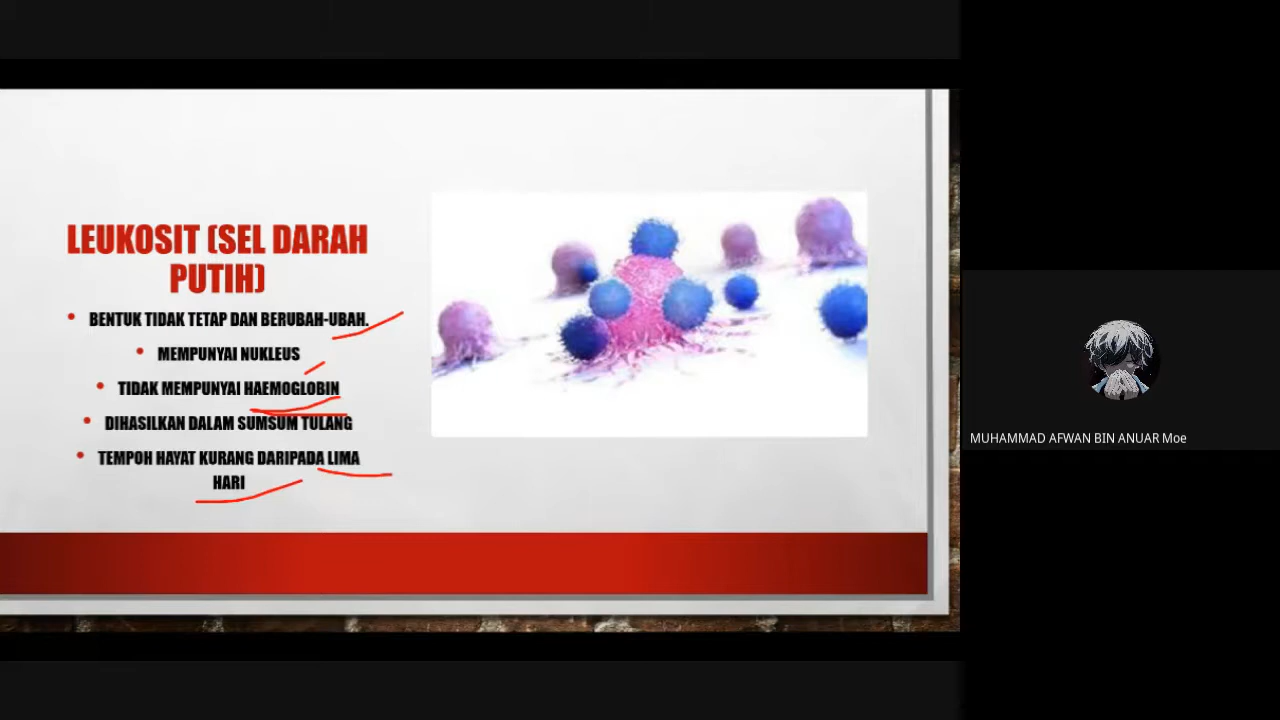 LEUKOSIT (SEL DARAH
PUTIH)
• BENTUK TIDAK TETAP DAN BERUBAH-UBAH.
• MEMPUNYAI NUKLEUS
• TIDAK MEMPUNYAI HAEMOGLOBIN
• DIHASILKAN DALAM SUMSUM TULANG
• TEMPOH HAYAT KURANG DARIPADA LIMA
HARI
MUHAMMAD AFWAN BIN ANUAR Moe